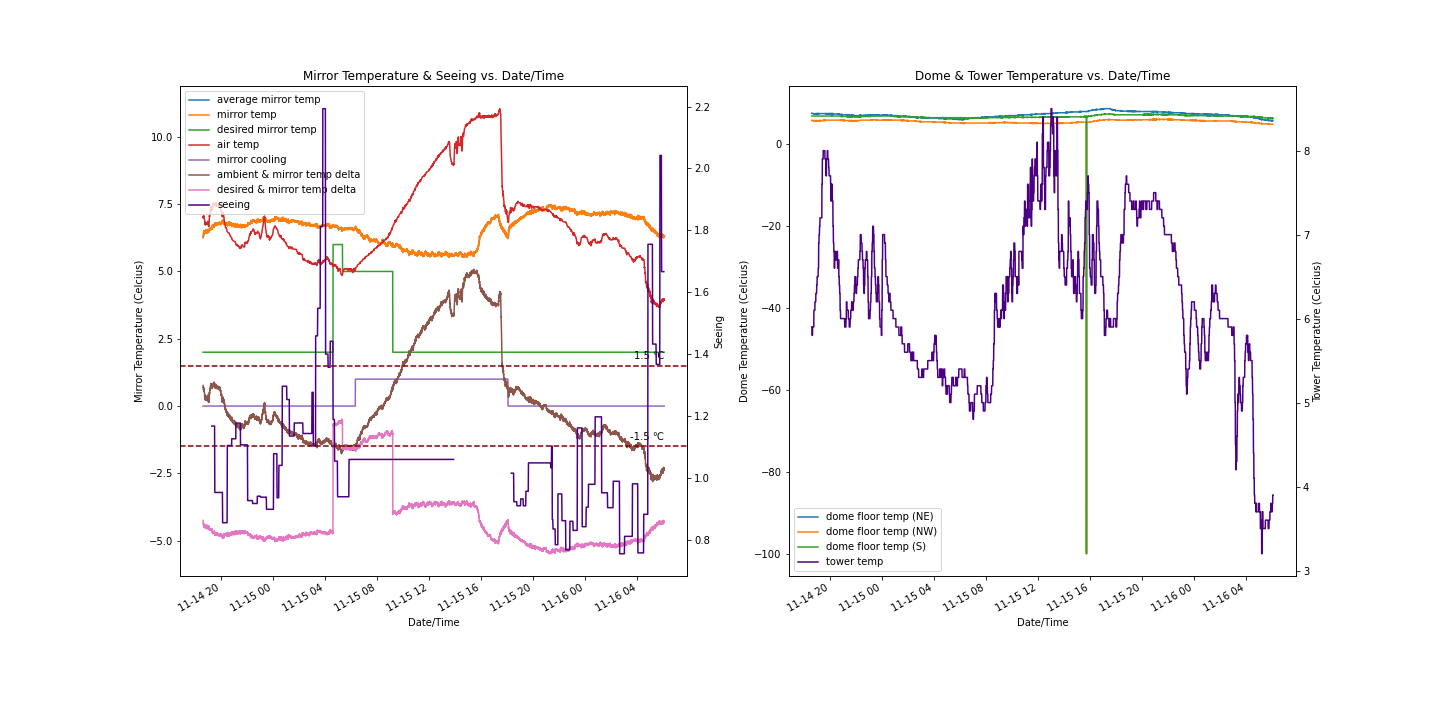 Mirror Temperature & Seeing vs. Date/Time
average mirror temp
mirror temp
desired mirror temp
air temp
mirror cooling
ambient & mirror temp delta
desired & mirror temp delta
seeing
10.0
7.5
5.0
2.5
0.0
−2.5
−5.0
Mirror Temperature (Celcius)
1.5 °C
-1.5 °C
2.2
2.0
1.8
1.6
1.4
1.2
1.0
0.8
Seeing
11-14 20
11-15 00
11-15 04
11-15 08
11-15 12
11-15 16
11-15 20
11-16 00
11-16 04
Date/Time
Dome & Tower Temperature vs. Date/Time
0
−20
−40
−60
−80
−100
Dome Temperature (Celcius)
dome floor temp (NE)
dome floor temp (NW)
dome floor temp (S)
tower temp
8
7
6
5
4
3
Tower Temperature (Celcius)
11-14 20
11-15 00
11-15 04
11-15 08
11-15 12
11-15 16
11-15 20
11-16 00
11-16 04
Date/Time